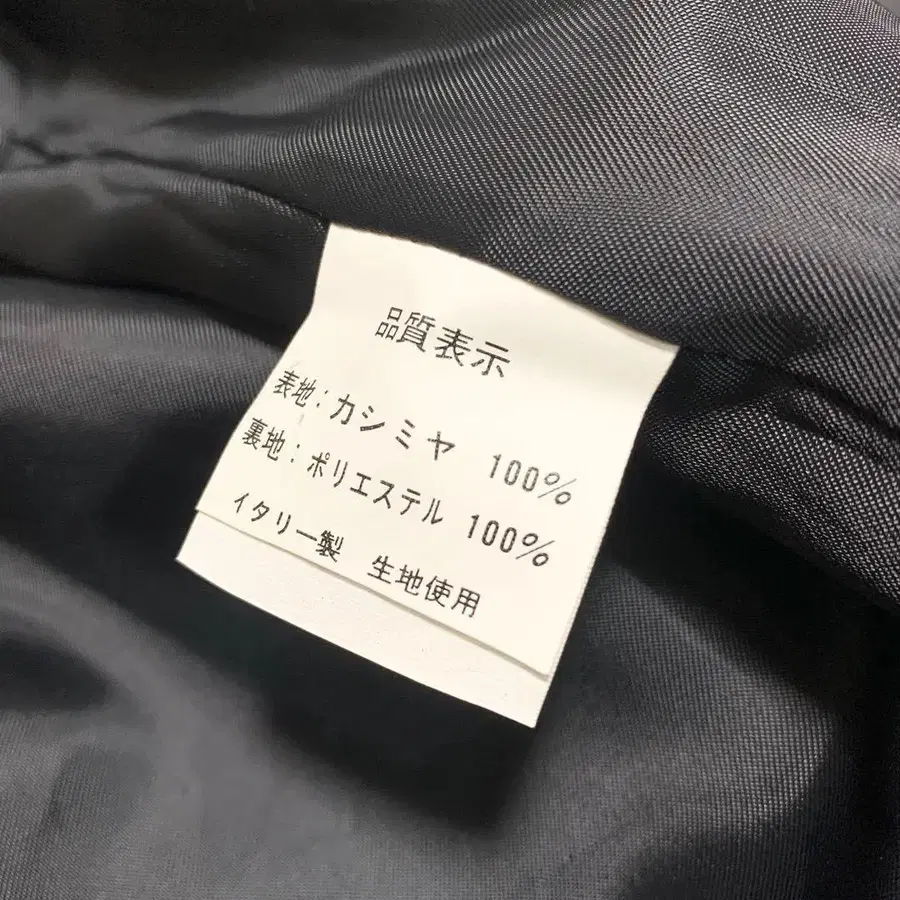 品質表示
表地:カシミヤ 100%
裏地:ポリエステル 100%
イタリー製 生地使用